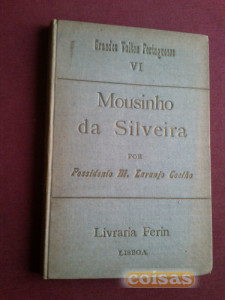 Grandes Vultos Portuguezes
VI
Mousinho
da Silveira
POR
Possidonio M. Laranjo Coelho
Livraria Ferin
LISBOA
coisas